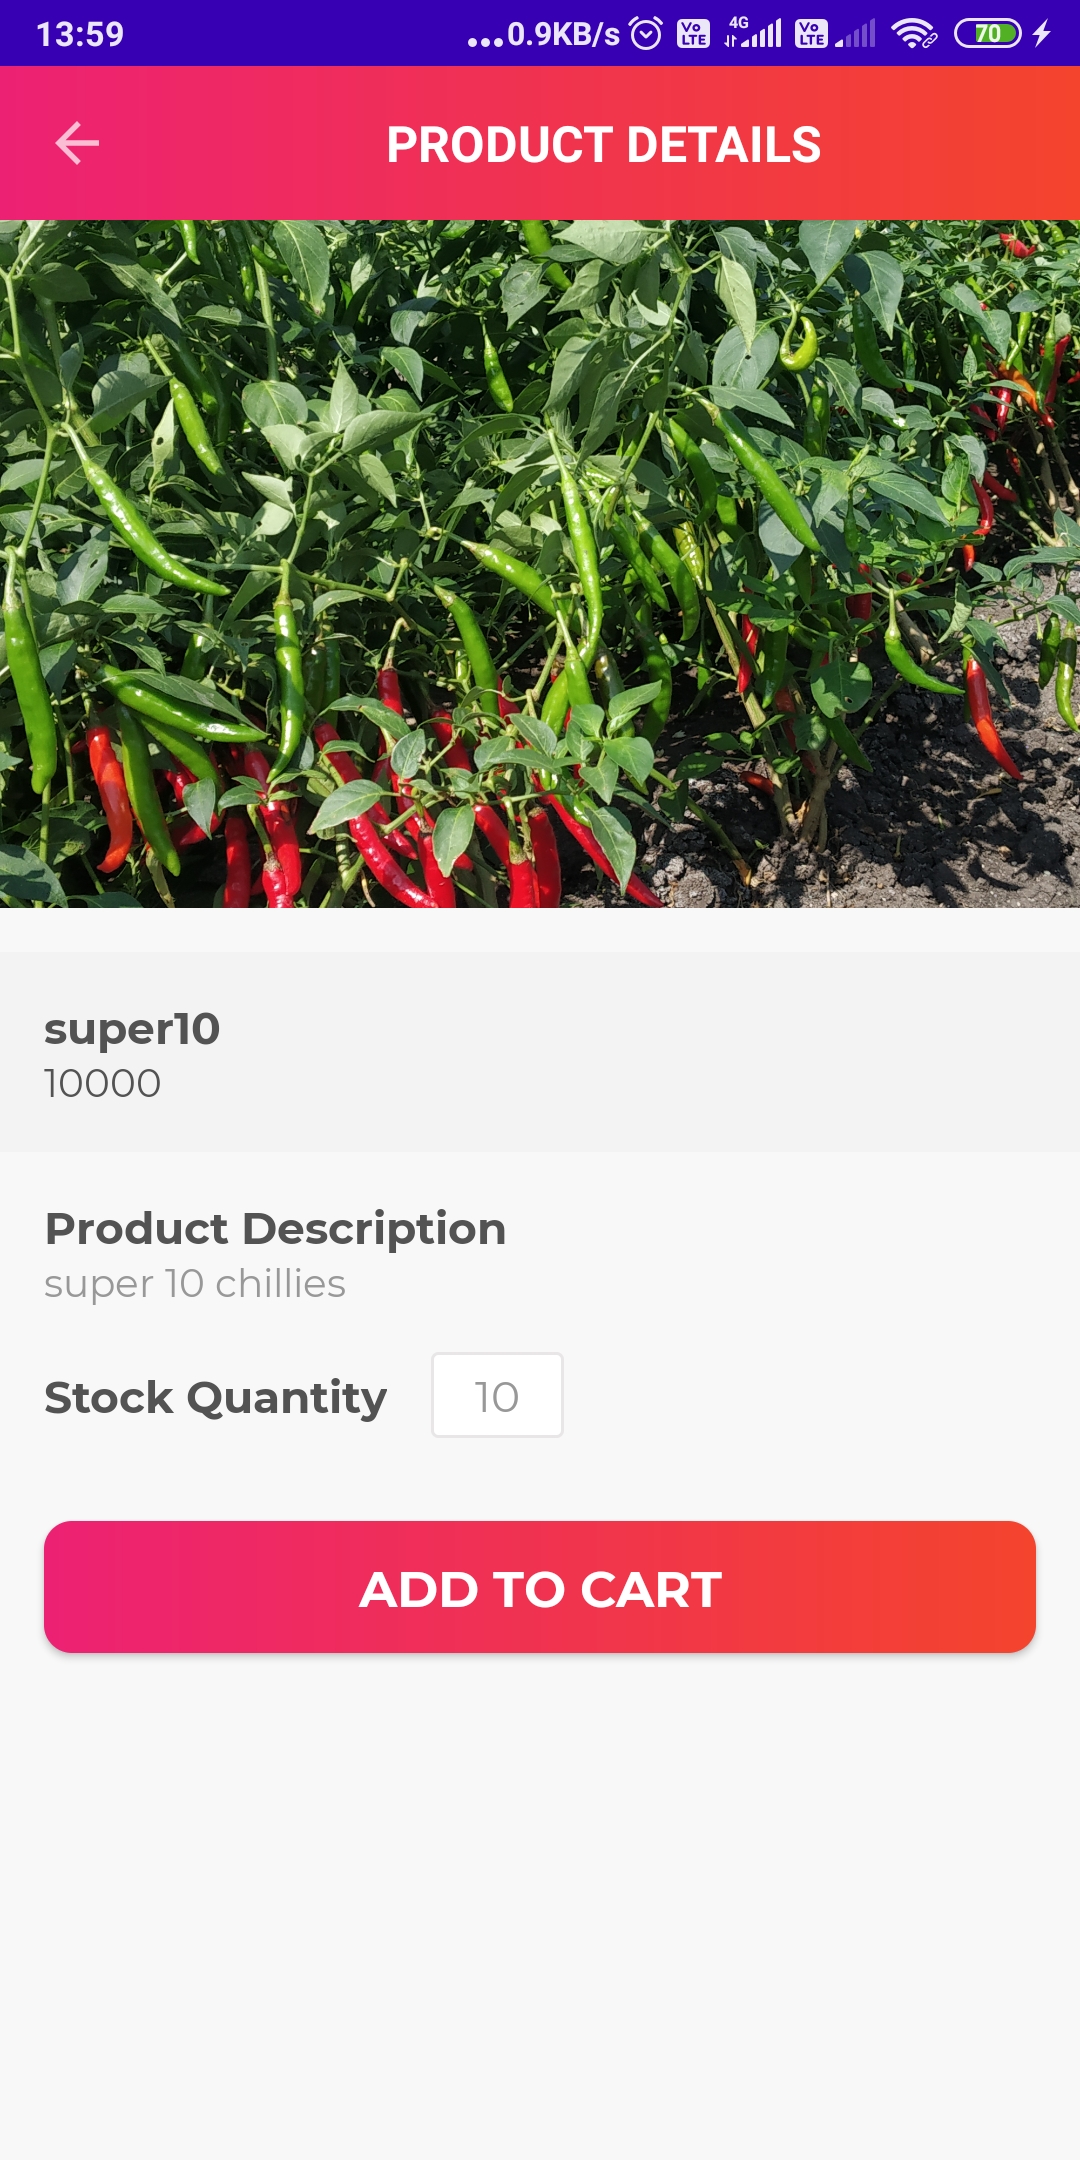 13:59 ...0.9KB/s Vo LTE 4G Vo LTE 70
PRODUCT DETAILS
super10
10000
Product Description
super 10 chillies
Stock Quantity 10
ADD TO CART